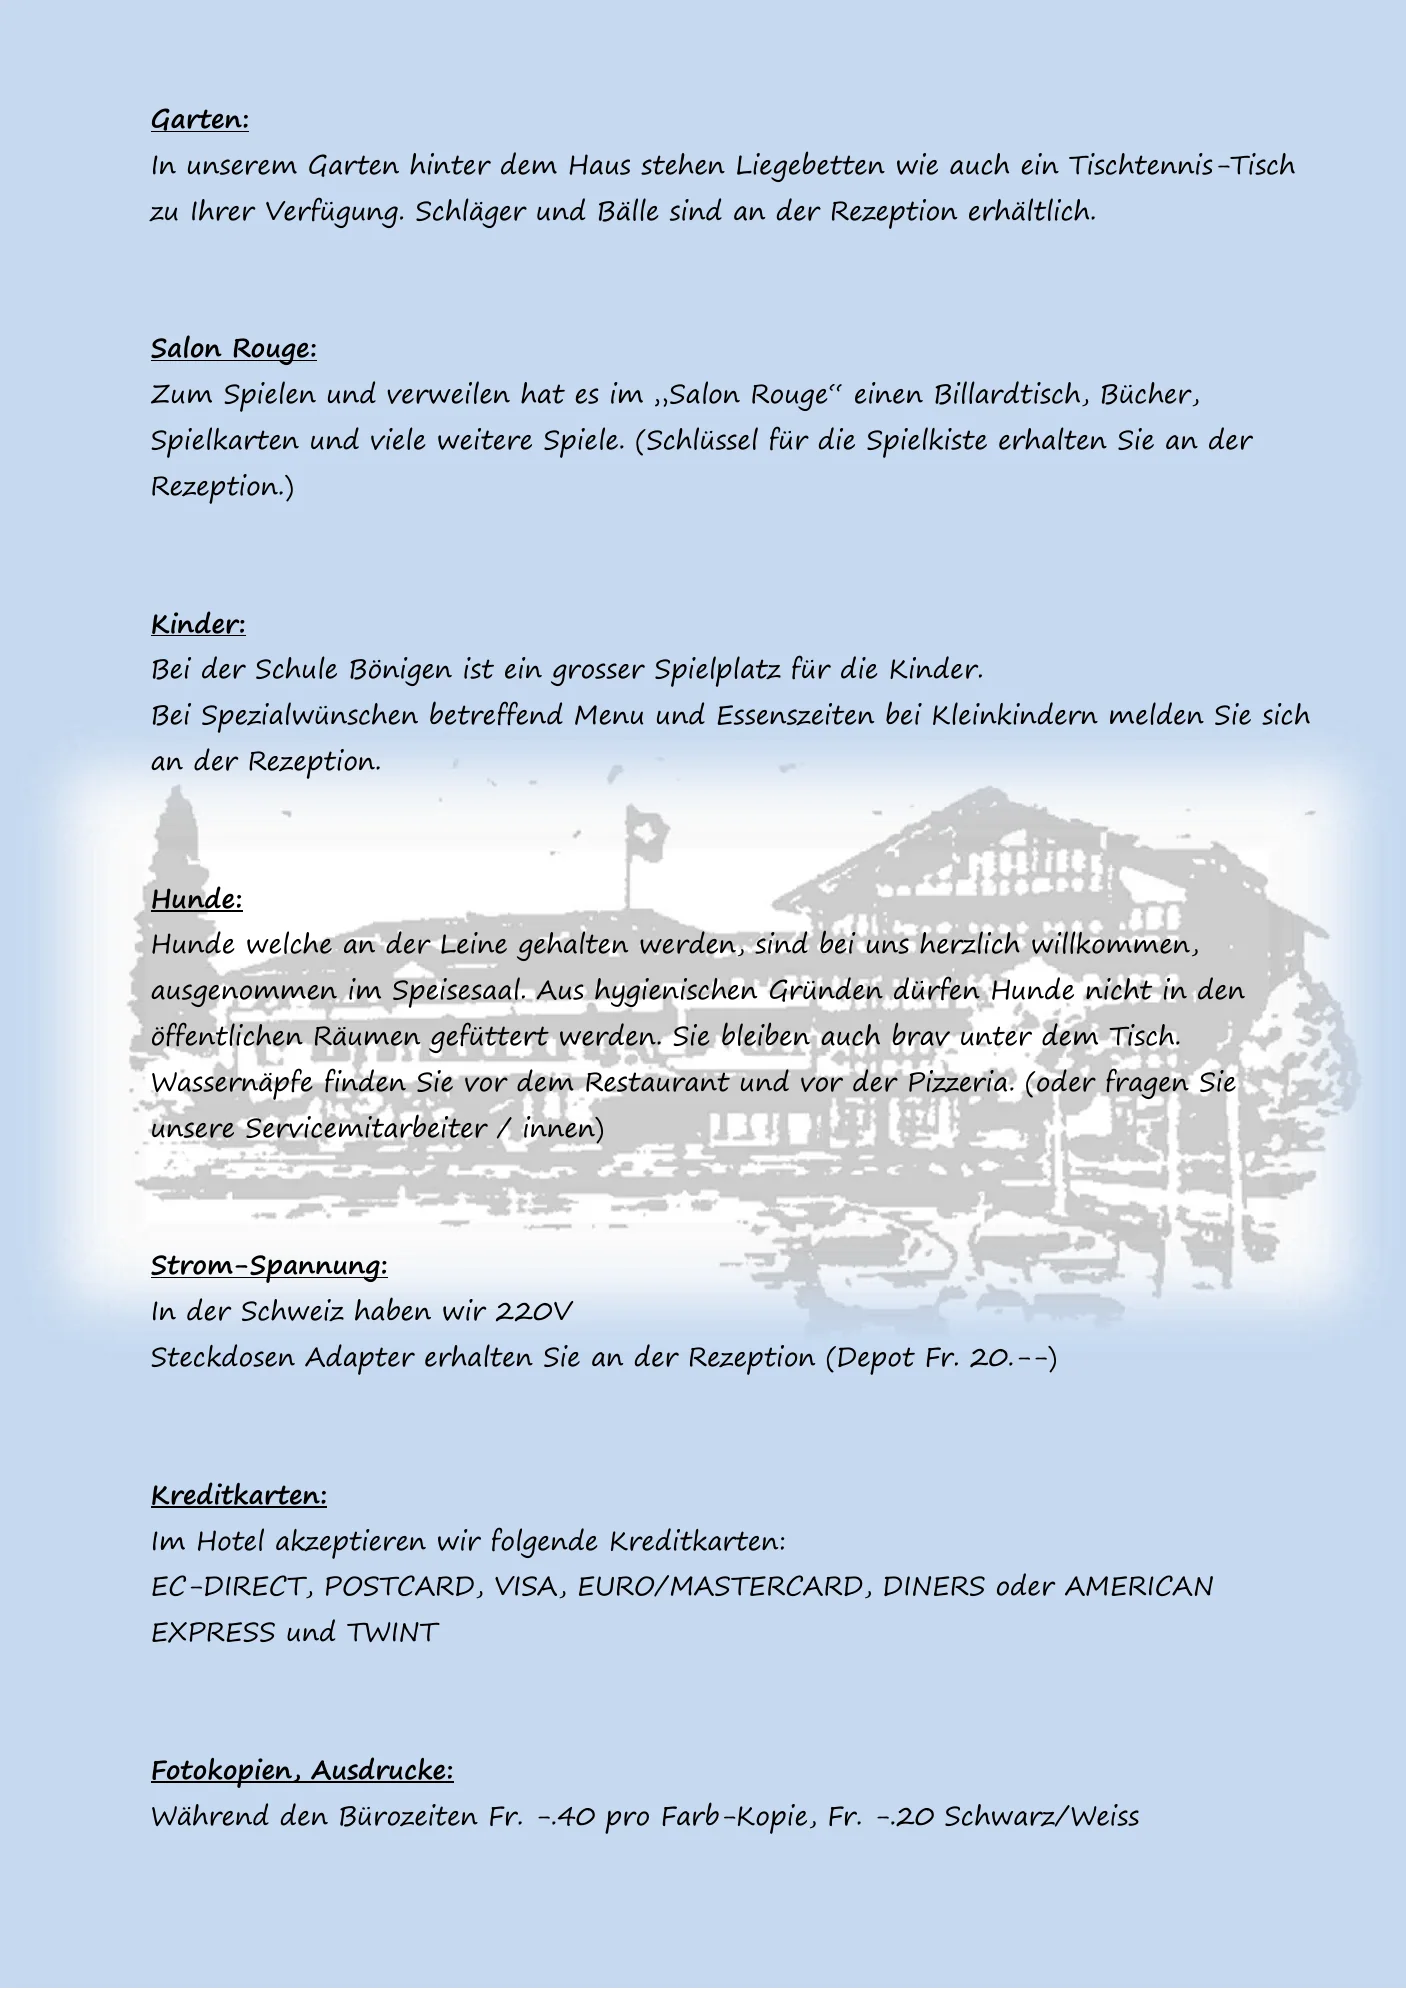 Garten:
In unserem Garten hinter dem Haus stehen Liegebetten wie auch ein Tischtennis-Tisch
zu Ihrer Verfügung. Schläger und Bälle sind an der Rezeption erhältlich.
Salon Rouge:
Zum Spielen und verweilen hat es im „Salon Rouge“ einen Billardtisch, Bücher,
Spielkarten und viele weitere Spiele. (Schlüssel für die Spielkiste erhalten Sie an der
Rezeption.)
Kinder:
Bei der Schule Bönigen ist ein grosser Spielplatz für die Kinder.
Bei Spezialwünschen betreffend Menu und Essenszeiten bei Kleinkindern melden Sie sich
an der Rezeption.
Hunde:
Hunde welche an der Leine gehalten werden, sind bei uns herzlich willkommen,
ausgenommen im Speisesaal. Aus hygienischen Gründen dürfen Hunde nicht in den
öffentlichen Räumen gefüttert werden. Sie bleiben auch brav unter dem Tisch.
Wassernäpfe finden Sie vor dem Restaurant und vor der Pizzeria. (oder fragen Sie
unsere Servicemitarbeiter / innen)
Strom-Spannung:
In der Schweiz haben wir 220V
Steckdosen Adapter erhalten Sie an der Rezeption (Depot Fr. 20.--)
Kreditkarten:
Im Hotel akzeptieren wir folgende Kreditkarten:
EC-DIRECT, POSTCARD, VISA, EURO/MASTERCARD, DINERS oder AMERICAN
EXPRESS und TWINT
Fotokopien, Ausdrucke:
Während den Bürozeiten Fr. -.40 pro Farb-Kopie, Fr. -.20 Schwarz/Weiss